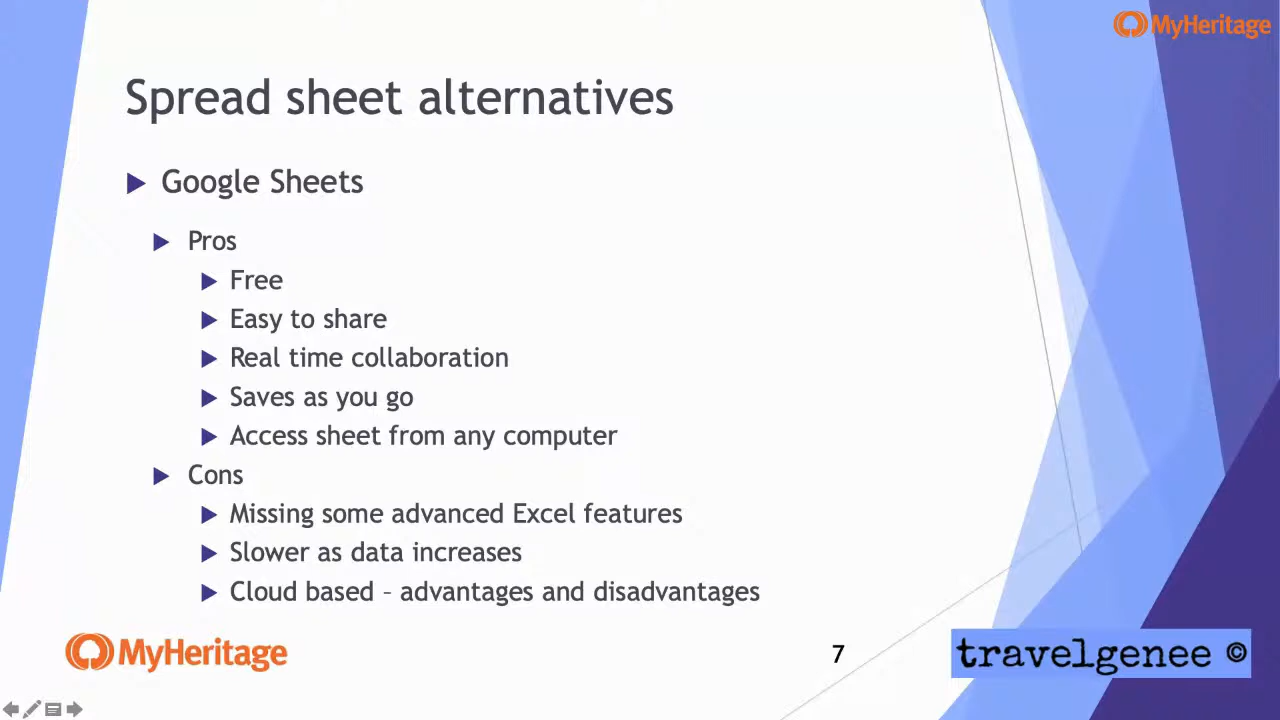 MyHeritage
Spread sheet alternatives
Google Sheets
Pros
Free
Easy to share
Real time collaboration
Saves as you go
Access sheet from any computer
Cons
Missing some advanced Excel features
Slower as data increases
Cloud based – advantages and disadvantages
MyHeritage
7
travelgenee ©